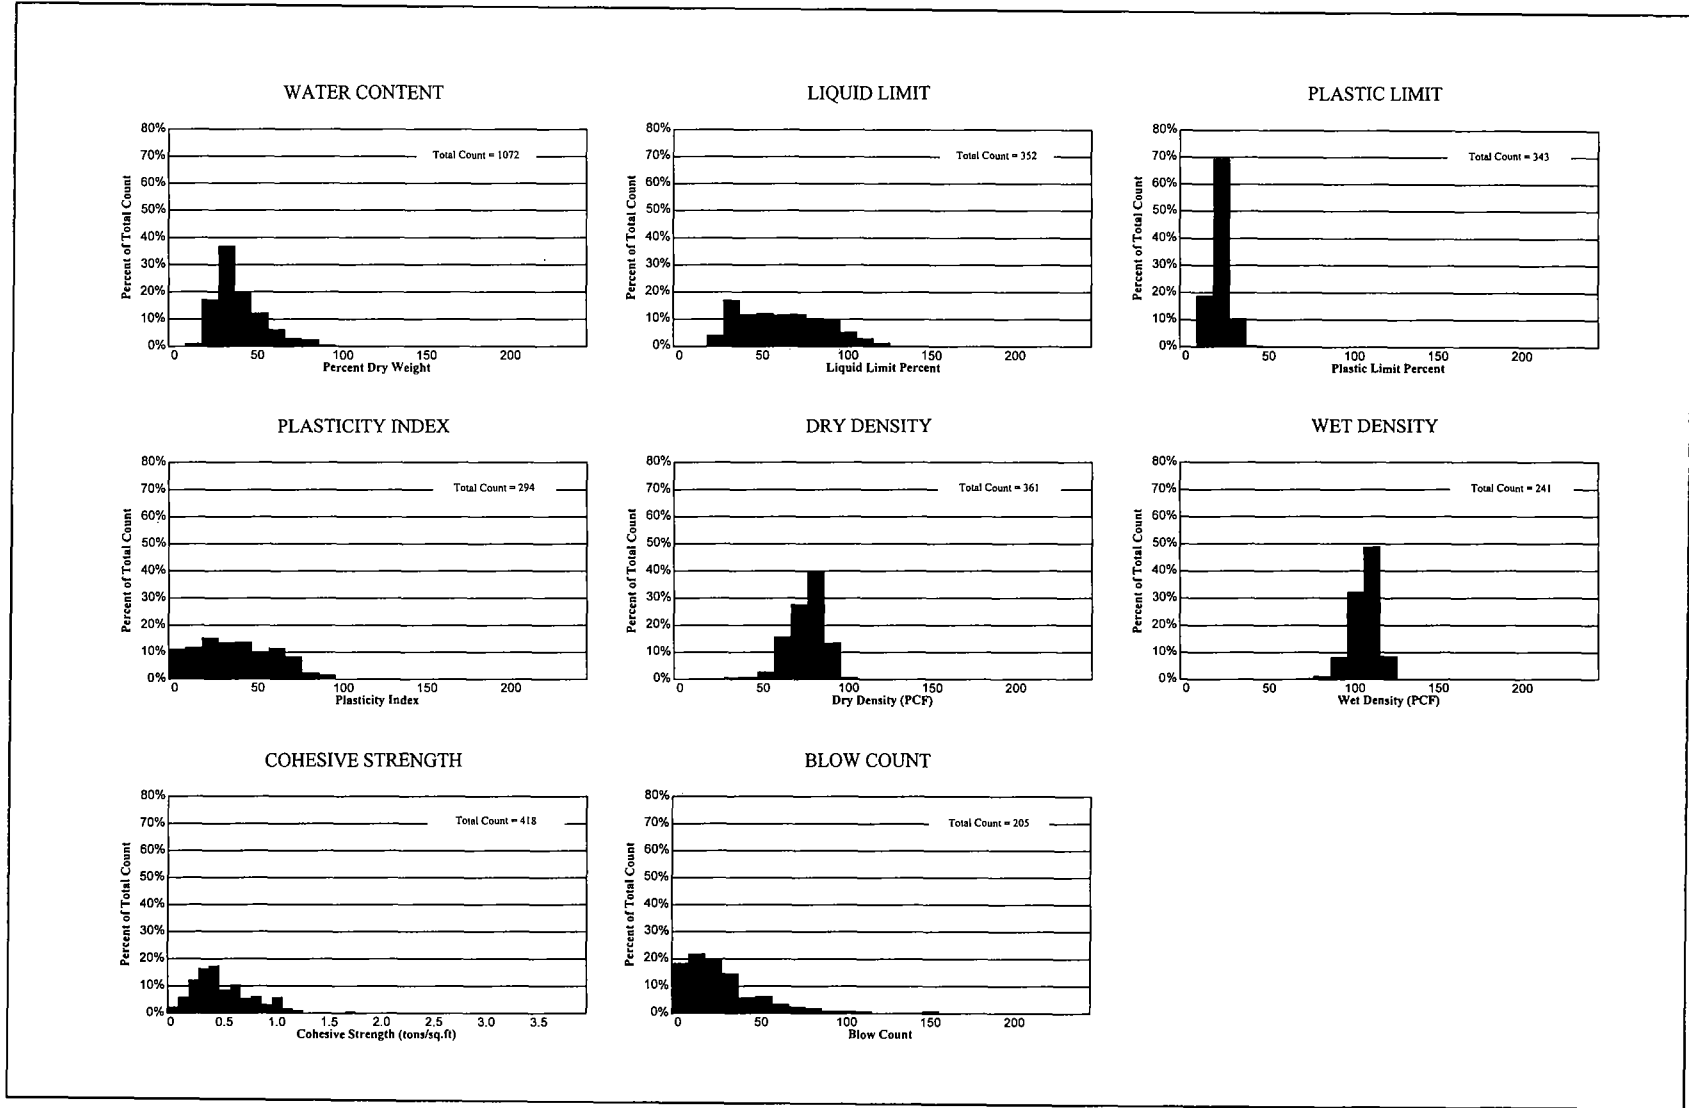 WATER CONTENT
Percent of Total Count
80%
70%
60%
50%
40%
30%
20%
10%
0%
Total Count = 1072
0 50 100 150 200
Percent Dry Weight
LIQUID LIMIT
Percent of Total Count
80%
70%
60%
50%
40%
30%
20%
10%
0%
Total Count = 352
0 50 100 150 200
Liquid Limit Percent
PLASTIC LIMIT
Percent of Total Count
80%
70%
60%
50%
40%
30%
20%
10%
0%
Total Count = 343
0 50 100 150 200
Plastic Limit Percent
PLASTICITY INDEX
Percent of Total Count
80%
70%
60%
50%
40%
30%
20%
10%
0%
Total Count = 294
0 50 100 150 200
Plasticity Index
DRY DENSITY
Percent of Total Count
80%
70%
60%
50%
40%
30%
20%
10%
0%
Total Count = 361
0 50 100 150 200
Dry Density (PCF)
WET DENSITY
Percent of Total Count
80%
70%
60%
50%
40%
30%
20%
10%
0%
Total Count = 241
0 50 100 150 200
Wet Density (PCF)
COHESIVE STRENGTH
Percent of Total Count
80%
70%
60%
50%
40%
30%
20%
10%
0%
Total Count = 418
0 0.5 1.0 1.5 2.0 2.5 3.0 3.5
Cohesive Strength (tons/sq.ft)
BLOW COUNT
Percent of Total Count
80%
70%
60%
50%
40%
30%
20%
10%
0%
Total Count = 205
0 50 100 150 200
Blow Count